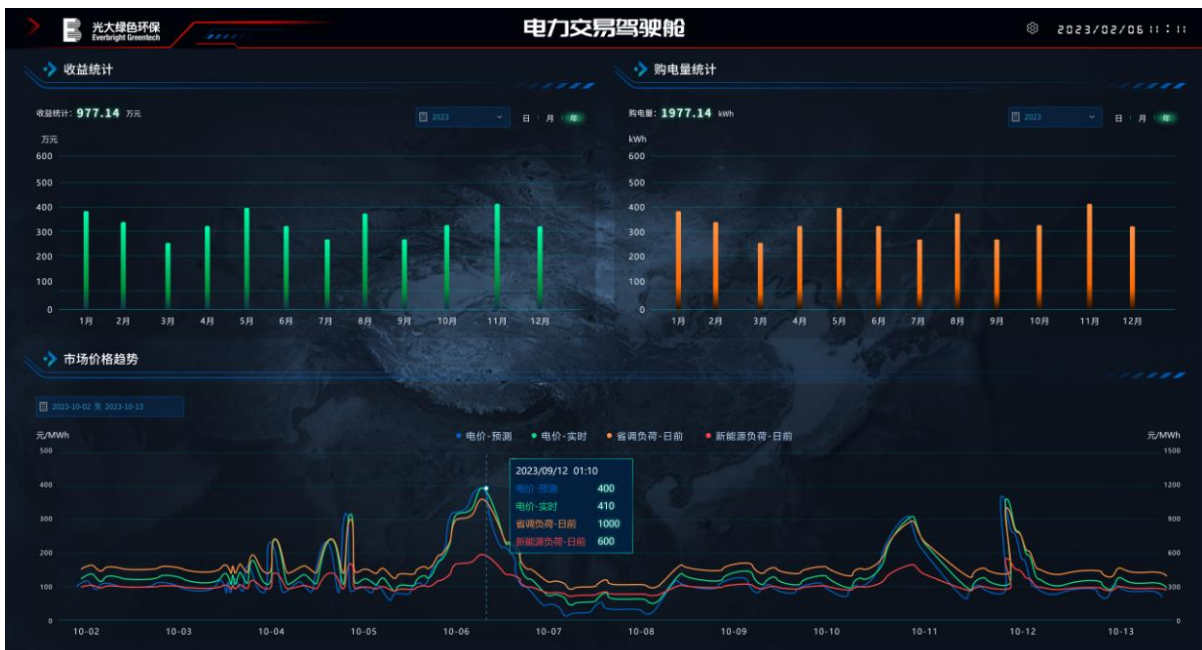 光大绿色环保
Everbright Greentech
电力交易驾驶舱
2023/02/06 11:11
收益统计
收益统计: 977.14 万元
2023
日 月 年
万元
600
500
400
300
200
100
0
1月 2月 3月 4月 5月 6月 7月 8月 9月 10月 11月 12月
购电量统计
购电量: 1977.14 kWh
2023
日 月 年
kWh
600
500
400
300
200
100
0
1月 2月 3月 4月 5月 6月 7月 8月 9月 10月 11月 12月
市场价格趋势
2023-10-02 至 2023-10-13
电价-预测 电价-实时 省调负荷-日前 新能源负荷-日前
元/MWh
500
400
300
200
100
0
2023/09/12 01:10
电价-预测 400
电价-实时 410
省调负荷-日前 1000
新能源负荷-日前 600
元/MWh
1500
1200
900
600
300
0
10-02 10-03 10-04 10-05 10-06 10-07 10-08 10-09 10-10 10-11 10-12 10-13